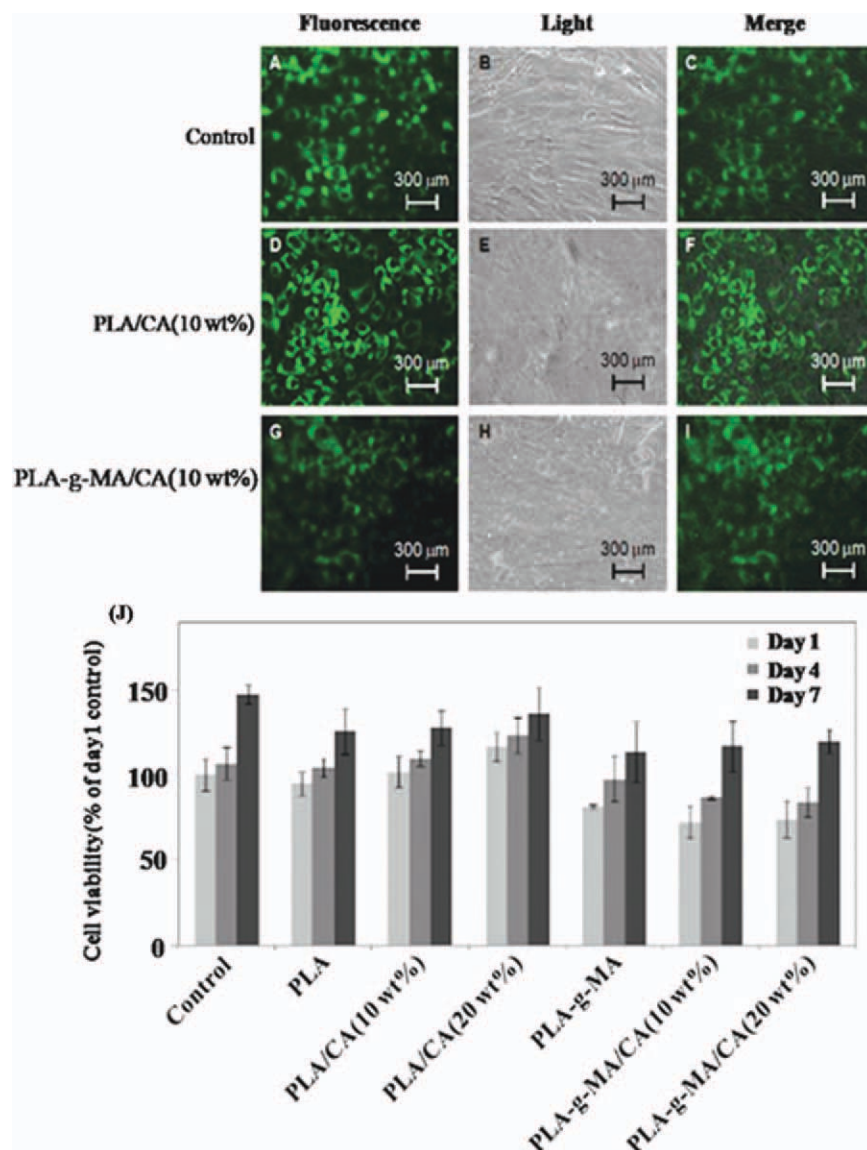 Fluorescence Light Merge
A B C
Control
300 μm 300 μm 300 μm
D E F
PLA/CA(10 wt%)
300 μm 300 μm 300 μm
G H I
PLA-g-MA/CA(10 wt%)
300 μm 300 μm 300 μm
(J)
Cell viability(% of day1 control)
150
100
50
0
Day 1
Day 4
Day 7
Control
PLA
PLA/CA(10 wt%)
PLA/CA(20 wt%)
PLA-g-MA
PLA-g-MA/CA(10 wt%)
PLA-g-MA/CA(20 wt%)